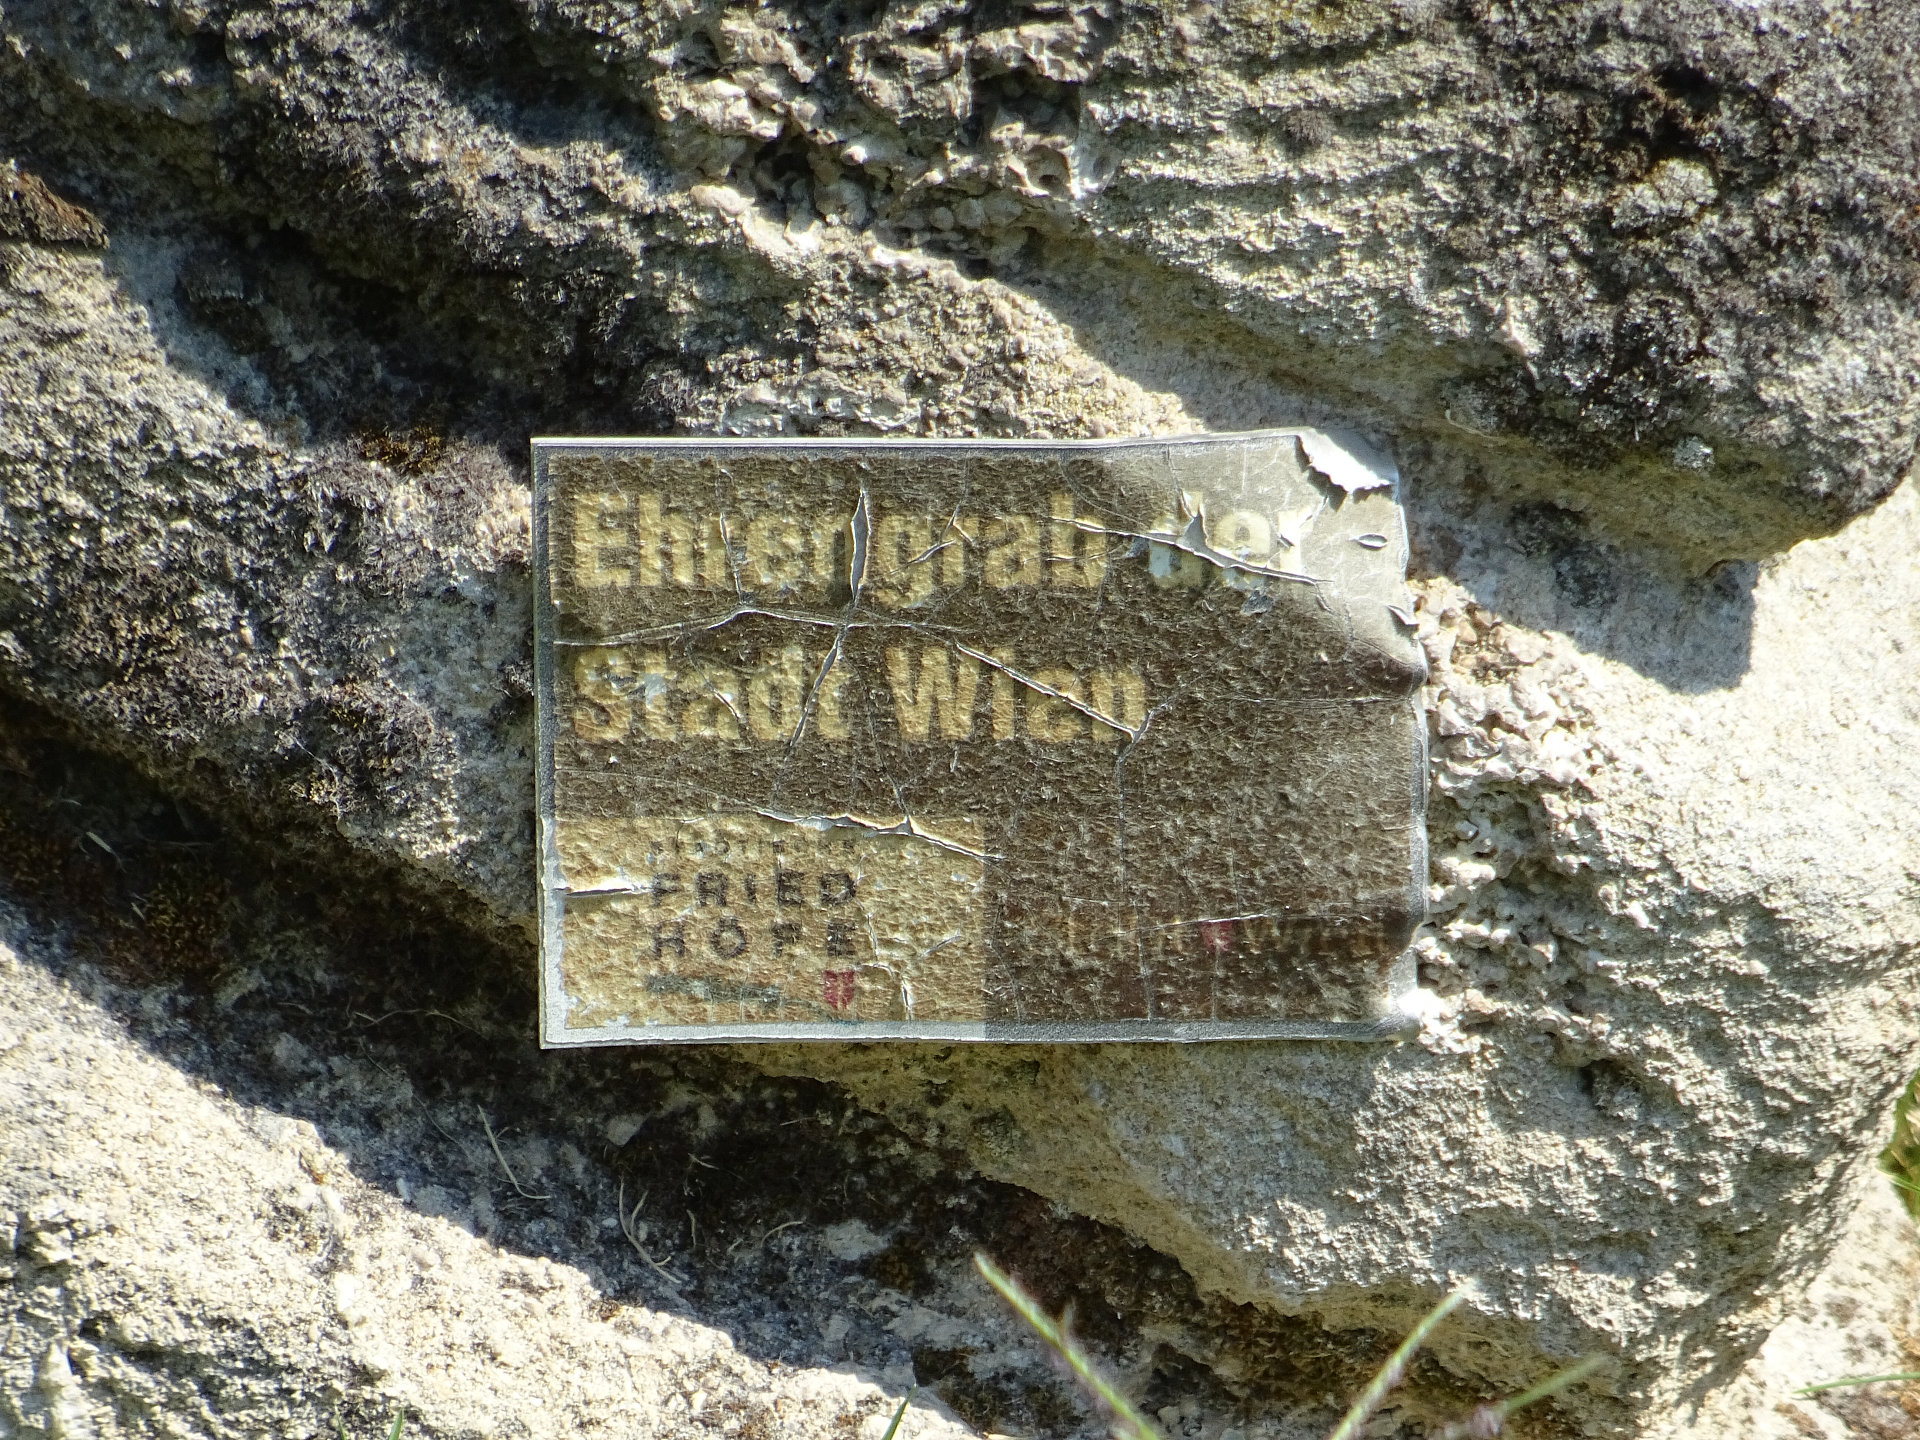 Ehrengrab der
Stadt Wien
FRIED
HÖFE